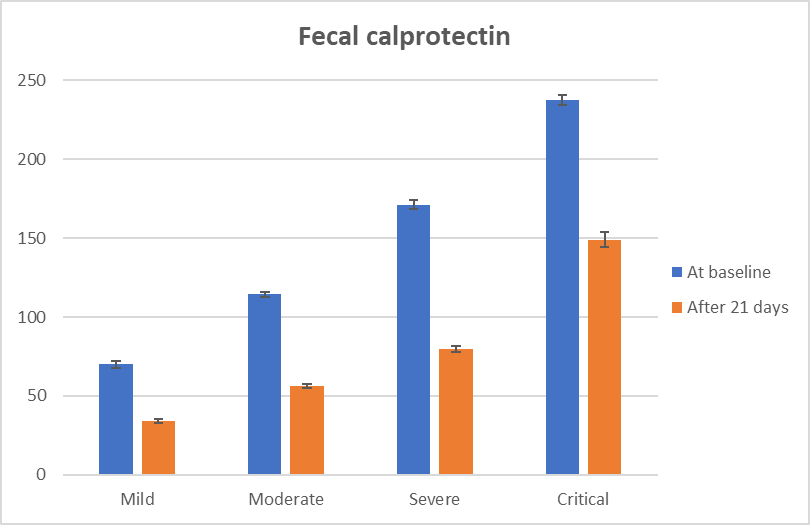 Fecal calprotectin
250
200
150
100
50
0
Mild Moderate Severe Critical
At baseline
After 21 days